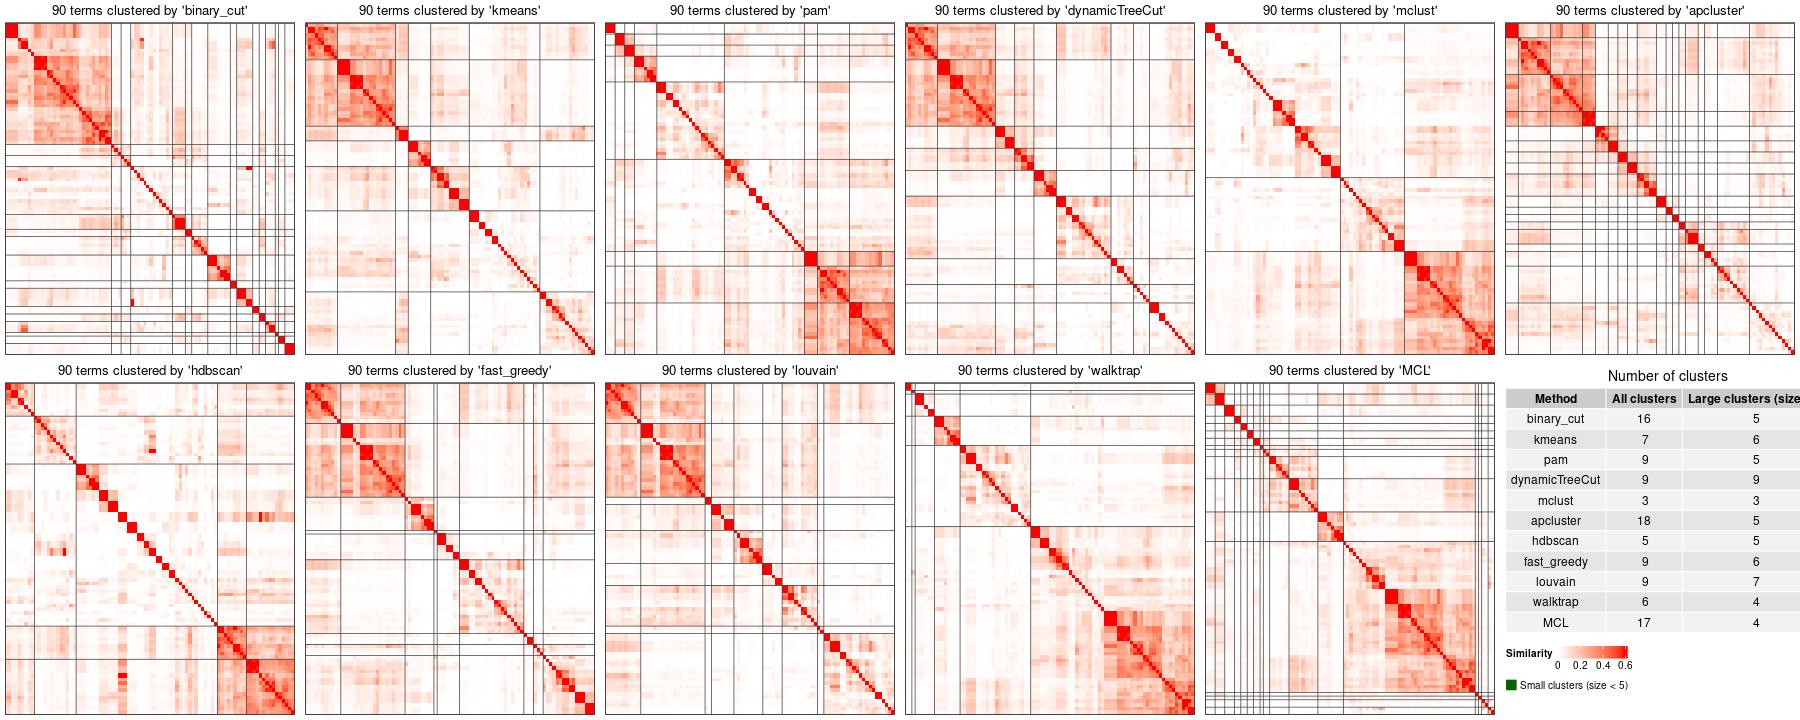 90 terms clustered by 'binary_cut'
90 terms clustered by 'kmeans'
90 terms clustered by 'pam'
90 terms clustered by 'dynamicTreeCut'
90 terms clustered by 'mclust'
90 terms clustered by 'apcluster'
90 terms clustered by 'hdbscan'
90 terms clustered by 'fast_greedy'
90 terms clustered by 'louvain'
90 terms clustered by 'walktrap'
90 terms clustered by 'MCL'
Number of clusters
Method All clusters Large clusters (size
binary_cut 16 5
kmeans 7 6
pam 9 5
dynamicTreeCut 9 9
mclust 3 3
apcluster 18 5
hdbscan 5 5
fast_greedy 9 6
louvain 9 7
walktrap 6 4
MCL 17 4
Similarity
0 0.2 0.4 0.6
Small clusters (size < 5)